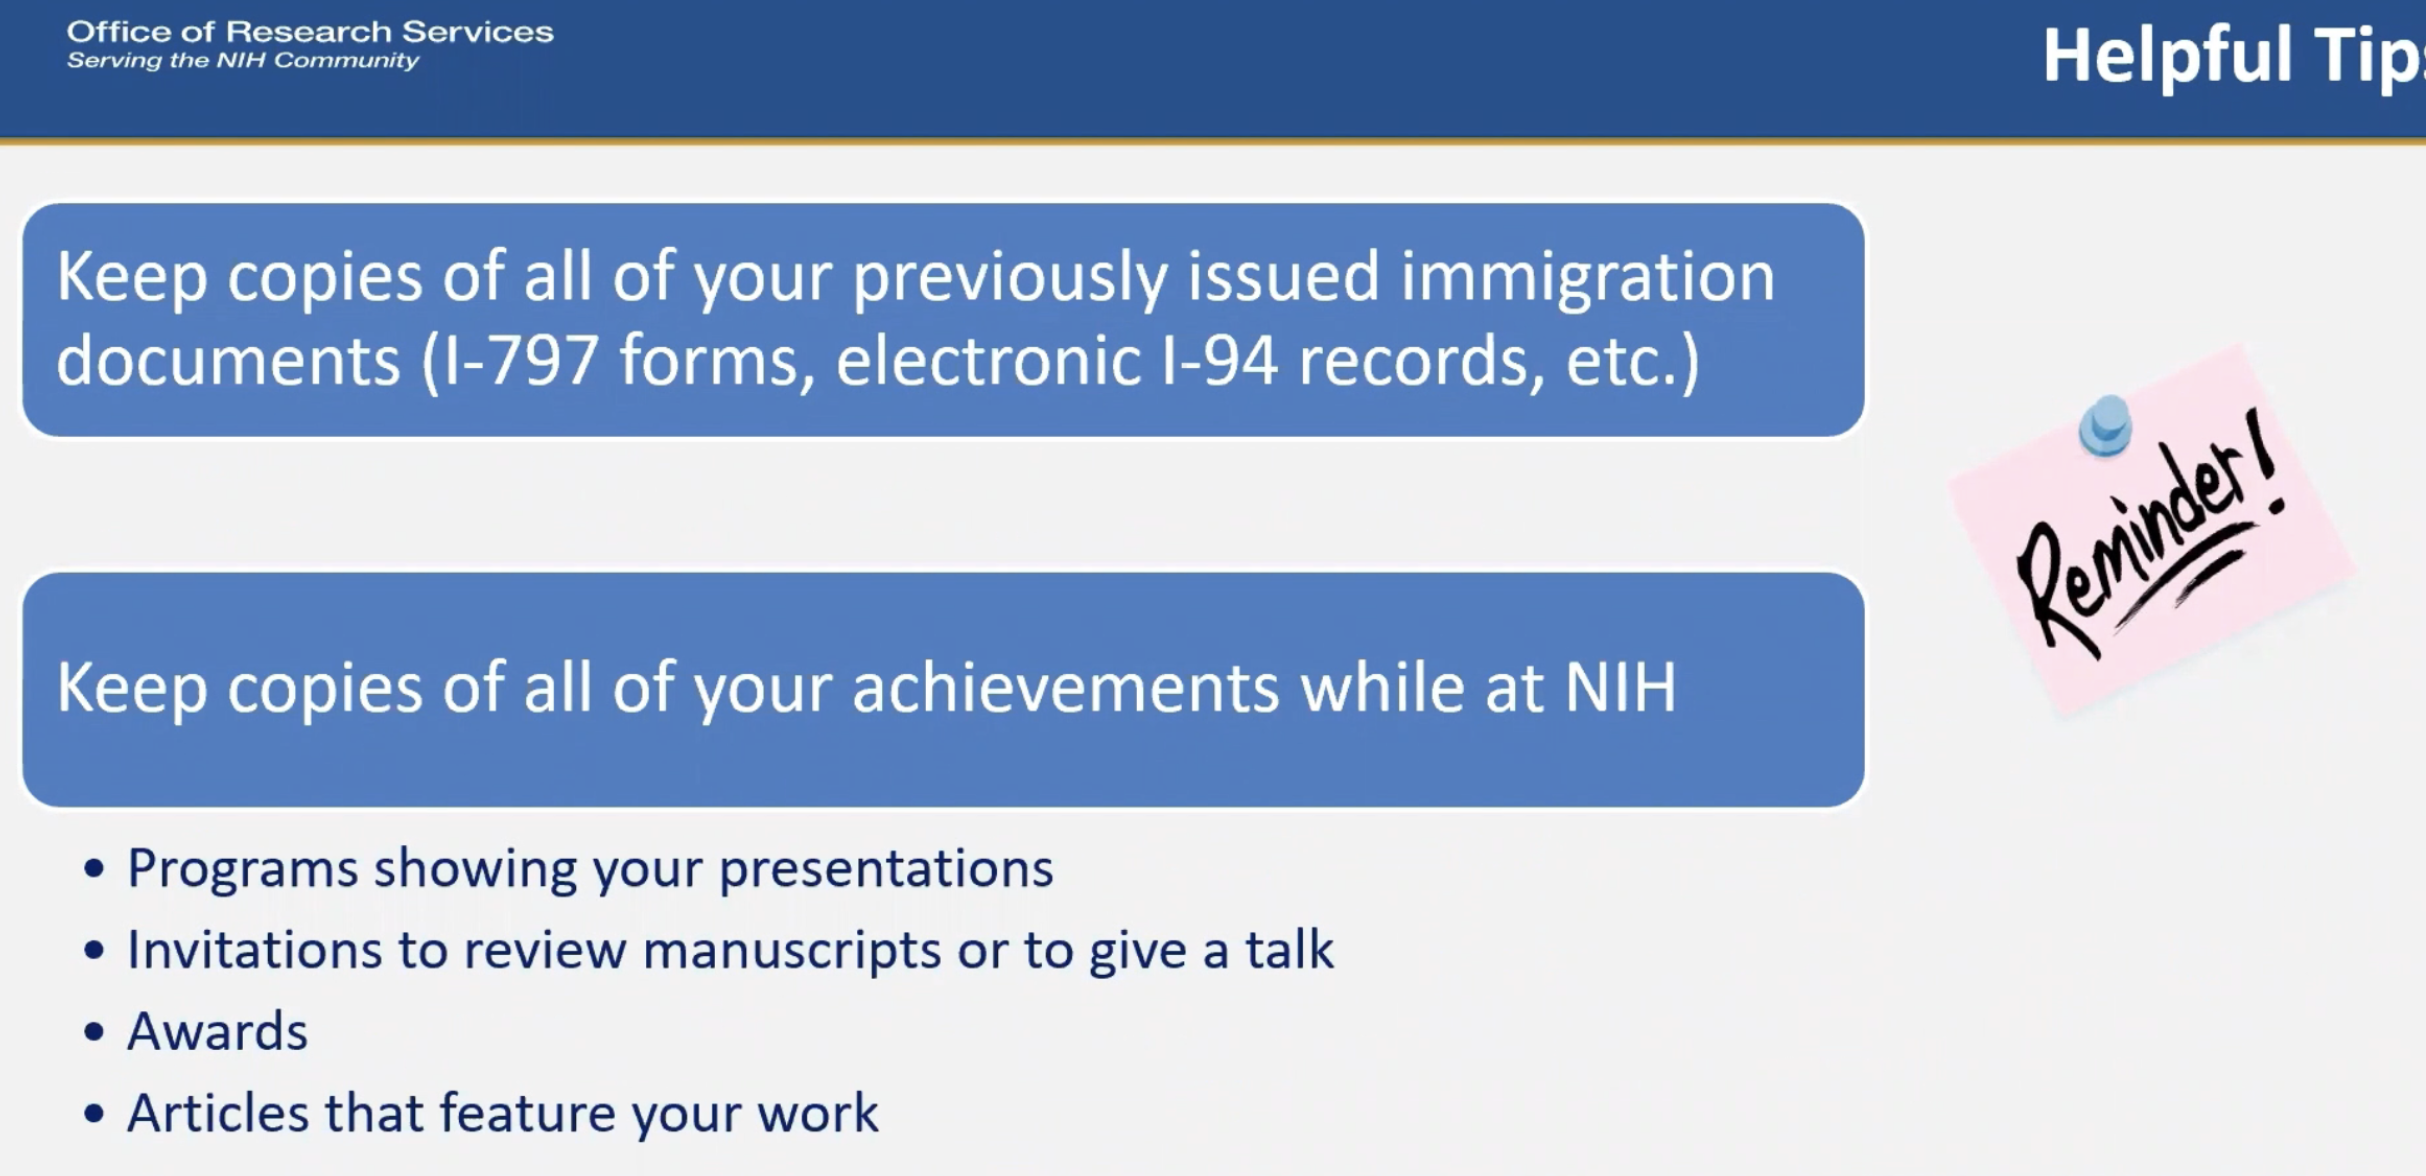 Office of Research Services
Serving the NIH Community
Helpful Tips
Keep copies of all of your previously issued immigration
documents (I-797 forms, electronic I-94 records, etc.)
Reminder!
Keep copies of all of your achievements while at NIH
• Programs showing your presentations
• Invitations to review manuscripts or to give a talk
• Awards
• Articles that feature your work